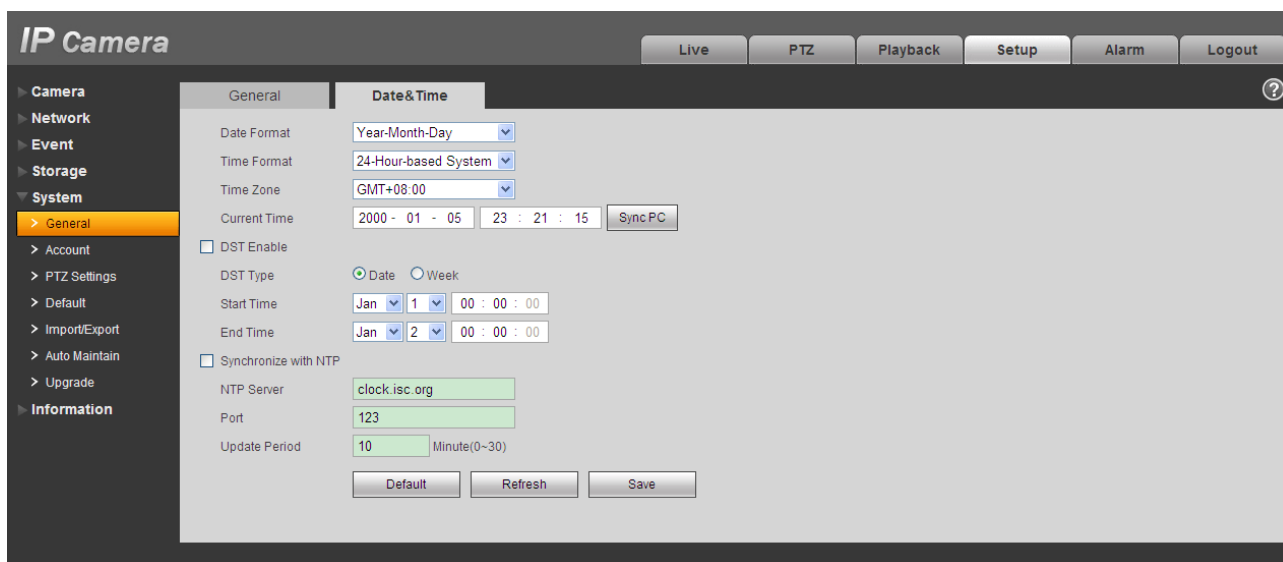 IP Camera
Live PTZ Playback Setup Alarm Logout
Camera
Network
Event
Storage
System
> General
> Account
> PTZ Settings
> Default
> Import/Export
> Auto Maintain
> Upgrade
Information
General Date&Time
?
Date Format Year-Month-Day
Time Format 24-Hour-based System
Time Zone GMT+08:00
Current Time 2000 - 01 - 05 23 : 21 : 15 Sync PC
DST Enable
DST Type Date Week
Start Time Jan 1 00 : 00 : 00
End Time Jan 2 00 : 00 : 00
Synchronize with NTP
NTP Server clock.isc.org
Port 123
Update Period 10 Minute(0~30)
Default Refresh Save